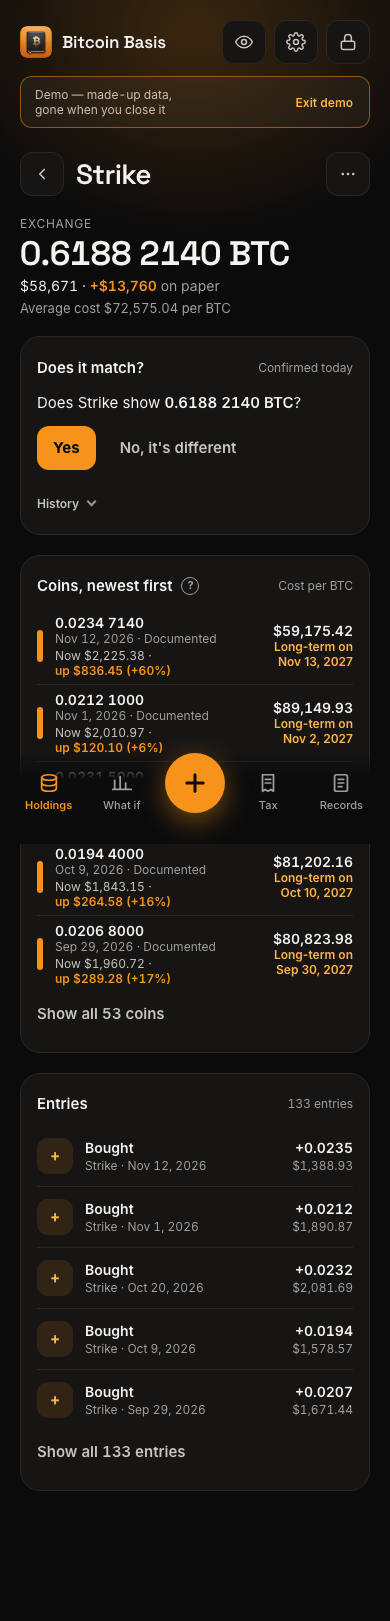 Bitcoin Basis
Demo — made-up data,
gone when you close it
Exit demo
Strike
EXCHANGE
0.6188 2140 BTC
$58,671 · +$13,760 on paper
Average cost $72,575.04 per BTC
Does it match?
Confirmed today
Does Strike show 0.6188 2140 BTC?
Yes
No, it's different
History
Coins, newest first ?
Cost per BTC
0.0234 7140
Nov 12, 2026 · Documented
Now $2,225.38 ·
up $836.45 (+60%)
$59,175.42
Long-term on
Nov 13, 2027
0.0212 1000
Nov 1, 2026 · Documented
Now $2,010.97 ·
up $120.10 (+6%)
$89,149.93
Long-term on
Nov 2, 2027
0.0231 5000
Holdings
What if
Tax
Records
0.0194 4000
Oct 9, 2026 · Documented
Now $1,843.15 ·
up $264.58 (+16%)
$81,202.16
Long-term on
Oct 10, 2027
0.0206 8000
Sep 29, 2026 · Documented
Now $1,960.72 ·
up $289.28 (+17%)
$80,823.98
Long-term on
Sep 30, 2027
Show all 53 coins
Entries
133 entries
Bought
Strike · Nov 12, 2026
+0.0235
$1,388.93
Bought
Strike · Nov 1, 2026
+0.0212
$1,890.87
Bought
Strike · Oct 20, 2026
+0.0232
$2,081.69
Bought
Strike · Oct 9, 2026
+0.0194
$1,578.57
Bought
Strike · Sep 29, 2026
+0.0207
$1,671.44
Show all 133 entries